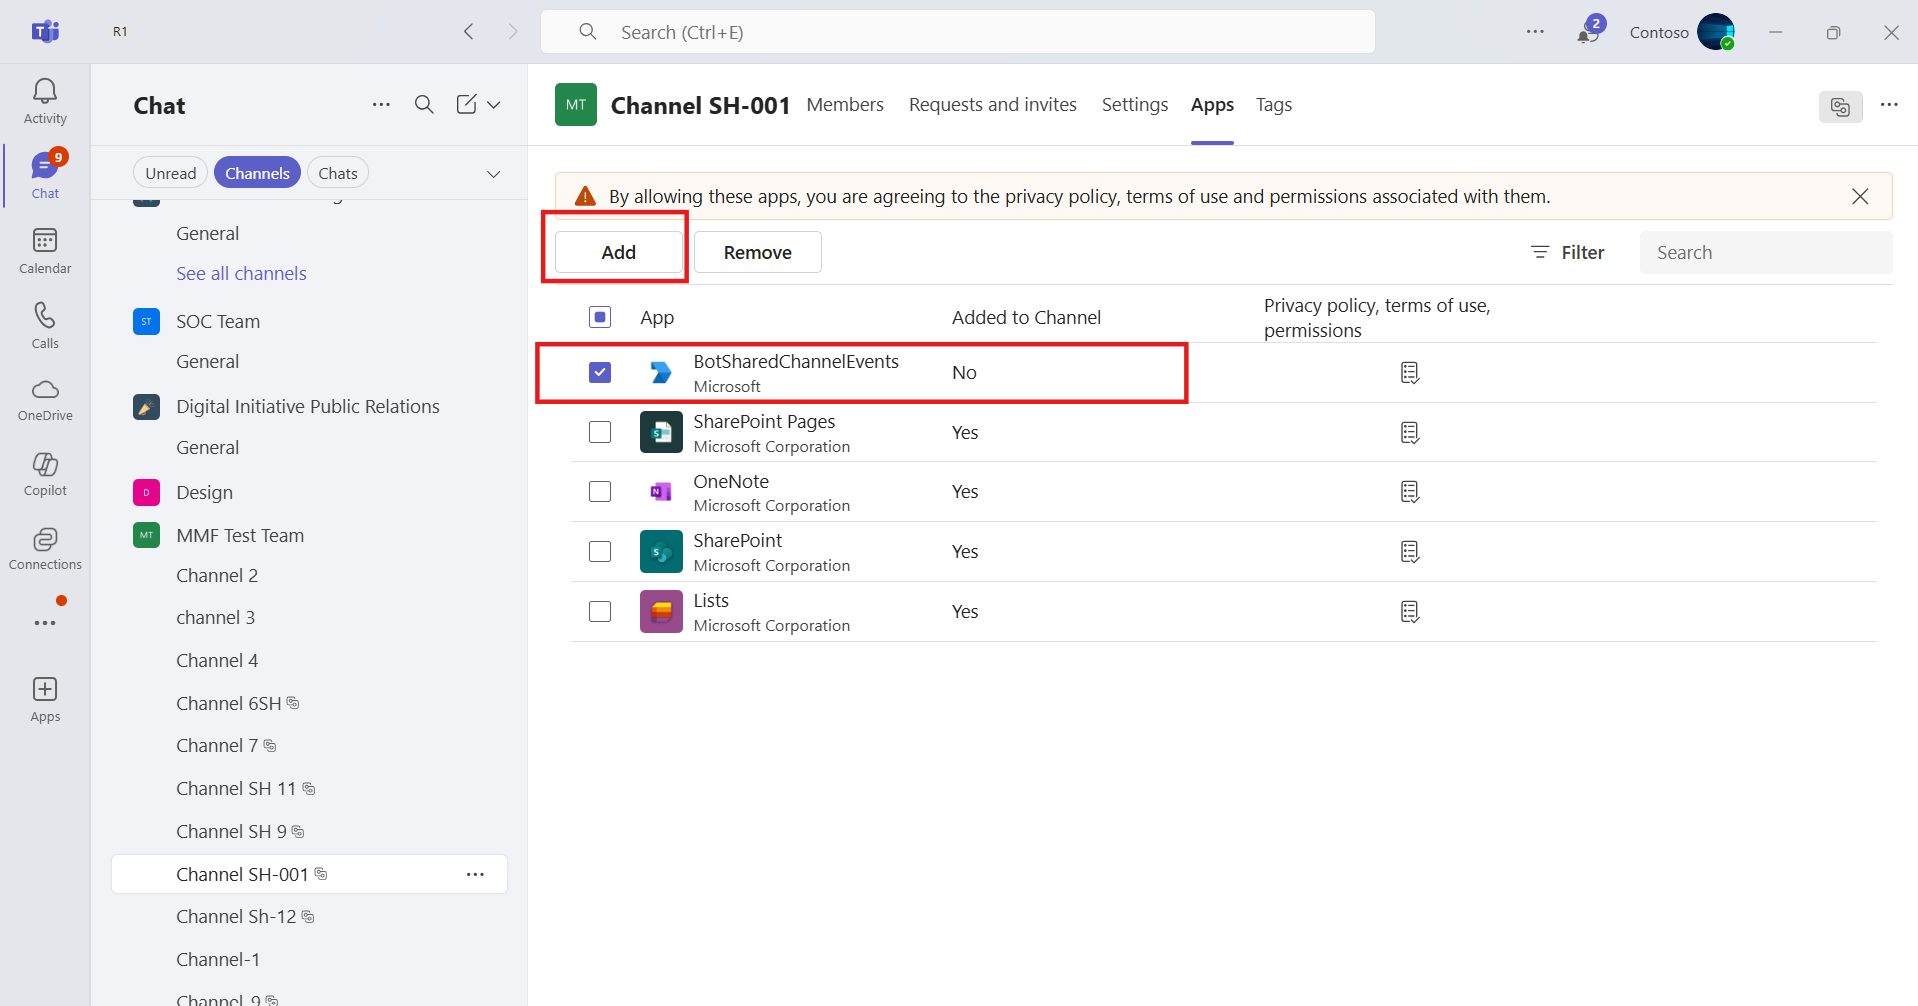 R1
Search (Ctrl+E)
2
Contoso
Activity
9
Chat
Calendar
Calls
OneDrive
Copilot
Connections
Apps
Chat
Unread
Channels
Chats
General
See all channels
ST
SOC Team
General
Digital Initiative Public Relations
General
D
Design
MT
MMF Test Team
Channel 2
channel 3
Channel 4
Channel 6SH
Channel 7
Channel SH 11
Channel SH 9
Channel SH-001
Channel Sh-12
Channel-1
Channel 9
MT
Channel SH-001
Members
Requests and invites
Settings
Apps
Tags
By allowing these apps, you are agreeing to the privacy policy, terms of use and permissions associated with them.
Add
Remove
Filter
Search
App
Added to Channel
Privacy policy, terms of use,
permissions
BotSharedChannelEvents
Microsoft
No
SharePoint Pages
Microsoft Corporation
Yes
OneNote
Microsoft Corporation
Yes
SharePoint
Microsoft Corporation
Yes
Lists
Microsoft Corporation
Yes